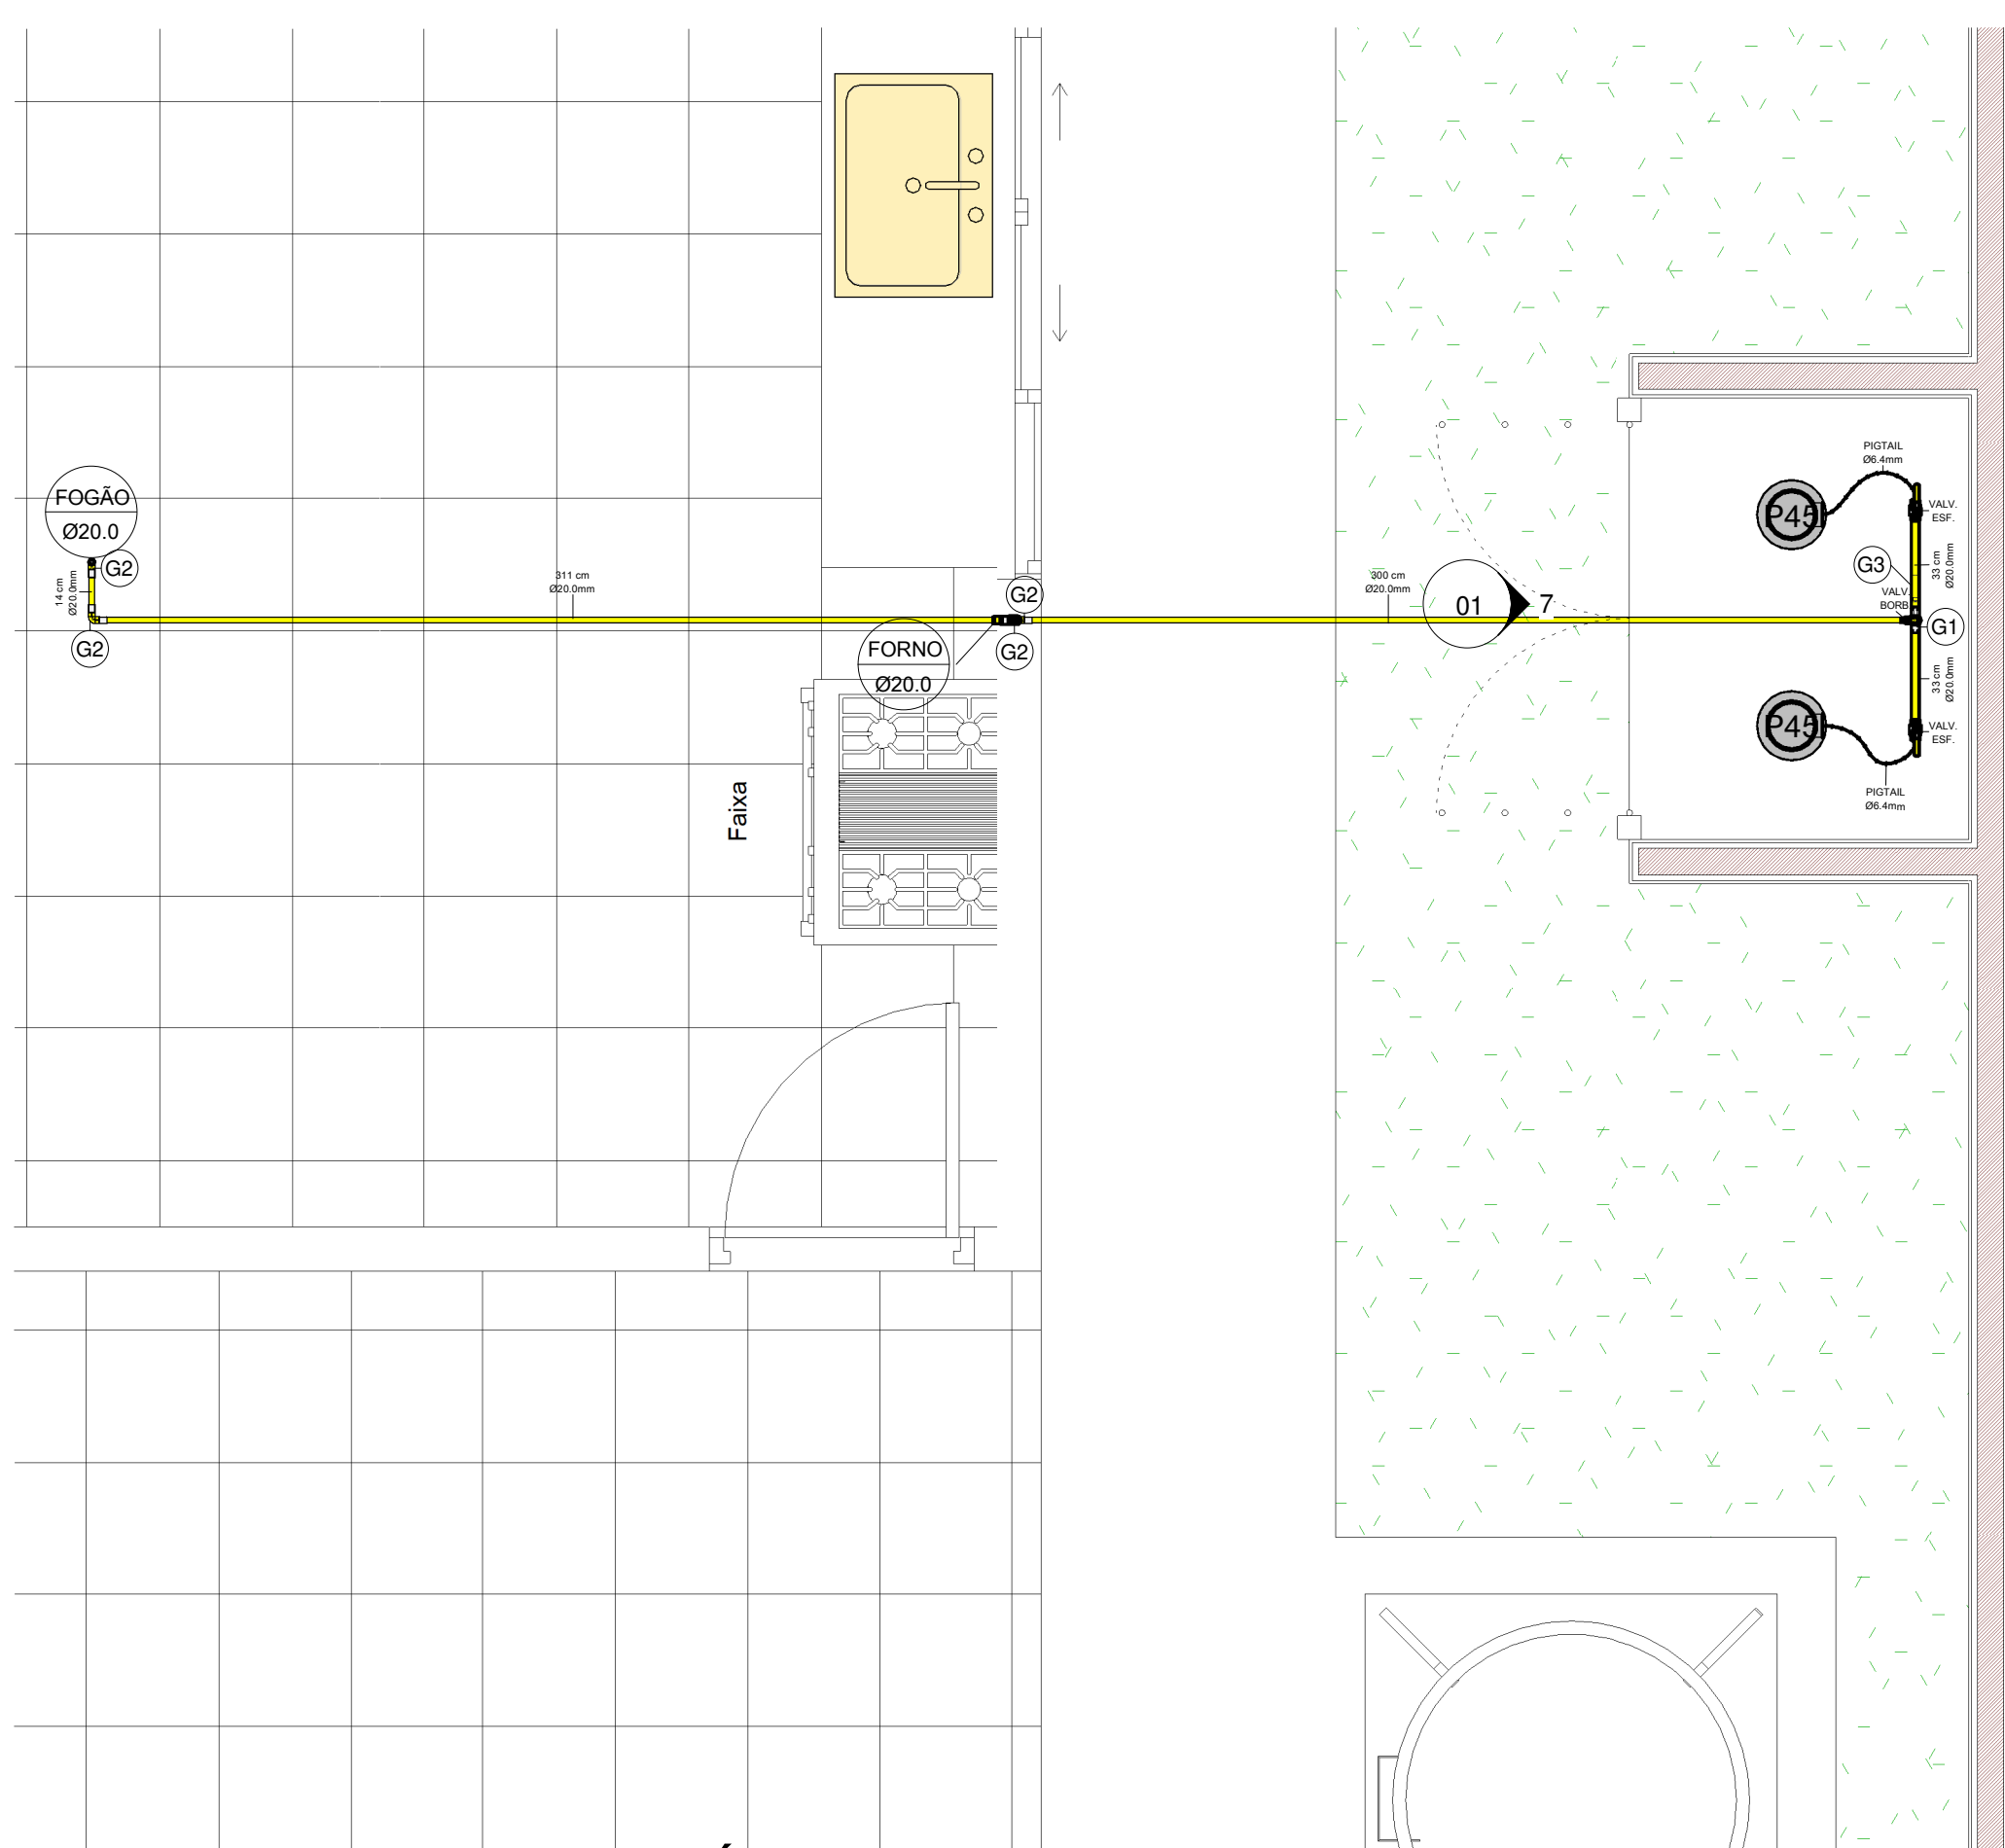 PIGTAIL
Ø6.4mm
FOGÃO
Ø20.0
P45
VALV.
ESF.
G2
G3
33 cm
Ø20.0mm
14 cm
Ø20.0mm
311 cm
Ø20.0mm
G2
300 cm
Ø20.0mm
01
7
VALV.
BORB.
G1
G2
FORNO
Ø20.0
G2
33 cm
Ø20.0mm
P45
VALV.
ESF.
PIGTAIL
Ø6.4mm
Faixa